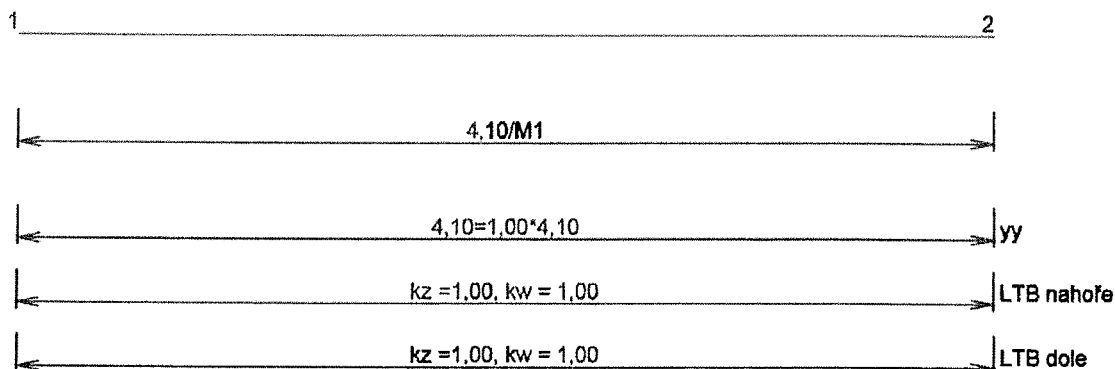 1 2
4,10/M1
4,10=1,00*4,10 yy
kz =1,00, kw = 1,00 LTB nahoře
kz =1,00, kw = 1,00 LTB dole